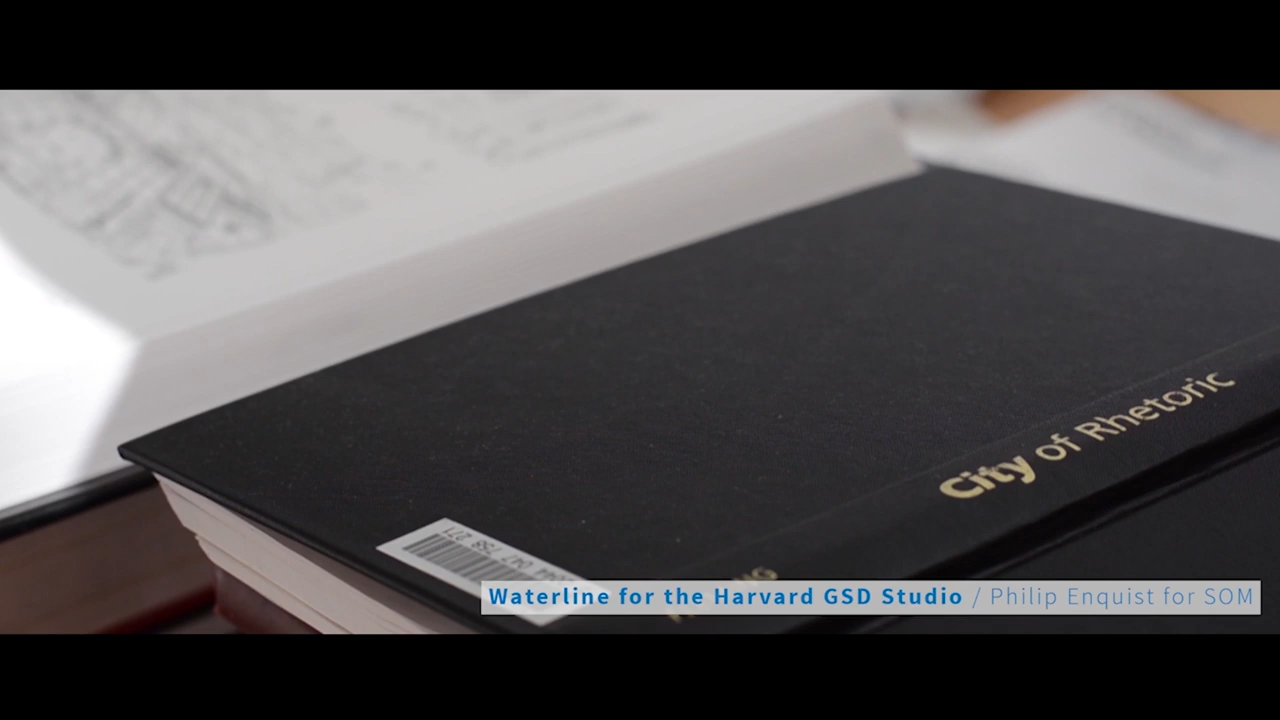 City of Rhetoric
Waterline for the Harvard GSD Studio / Philip Enquist for SOM